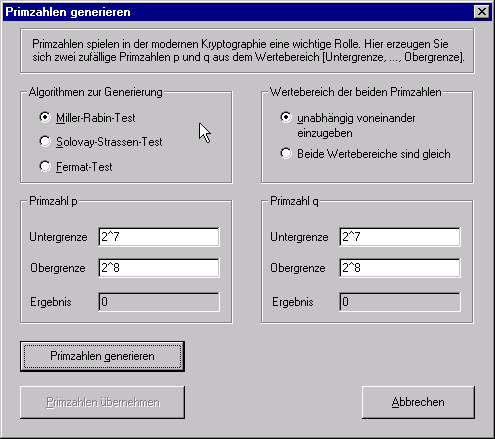 Primzahlen generieren
Primzahlen spielen in der modernen Kryptographie eine wichtige Rolle. Hier erzeugen Sie
sich zwei zufällige Primzahlen p und q aus dem Wertebereich [Untergrenze, ..., Obergrenze].
Algorithmen zur Generierung
Miller-Rabin-Test
Solovay-Strassen-Test
Fermat-Test
Wertebereich der beiden Primzahlen
unabhängig voneinander
einzugeben
Beide Wertebereiche sind gleich
Primzahl p
Untergrenze 2^7
Obergrenze 2^8
Ergebnis 0
Primzahl q
Untergrenze 2^7
Obergrenze 2^8
Ergebnis 0
Primzahlen generieren
Primzahlen übernehmen
Abbrechen